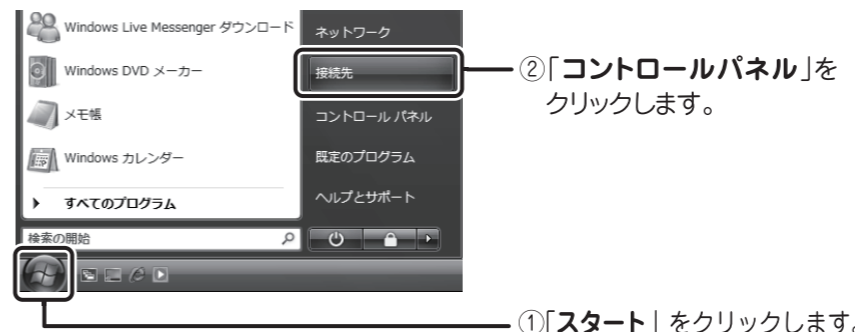 Windows Live Messenger ダウンロード
ネットワーク
Windows DVD メーカー
接続先
②「コントロールパネル」を
クリックします。
メモ帳
コントロール パネル
Windows カレンダー
既定のプログラム
すべてのプログラム
ヘルプとサポート
検索の開始
①「スタート」をクリックします。